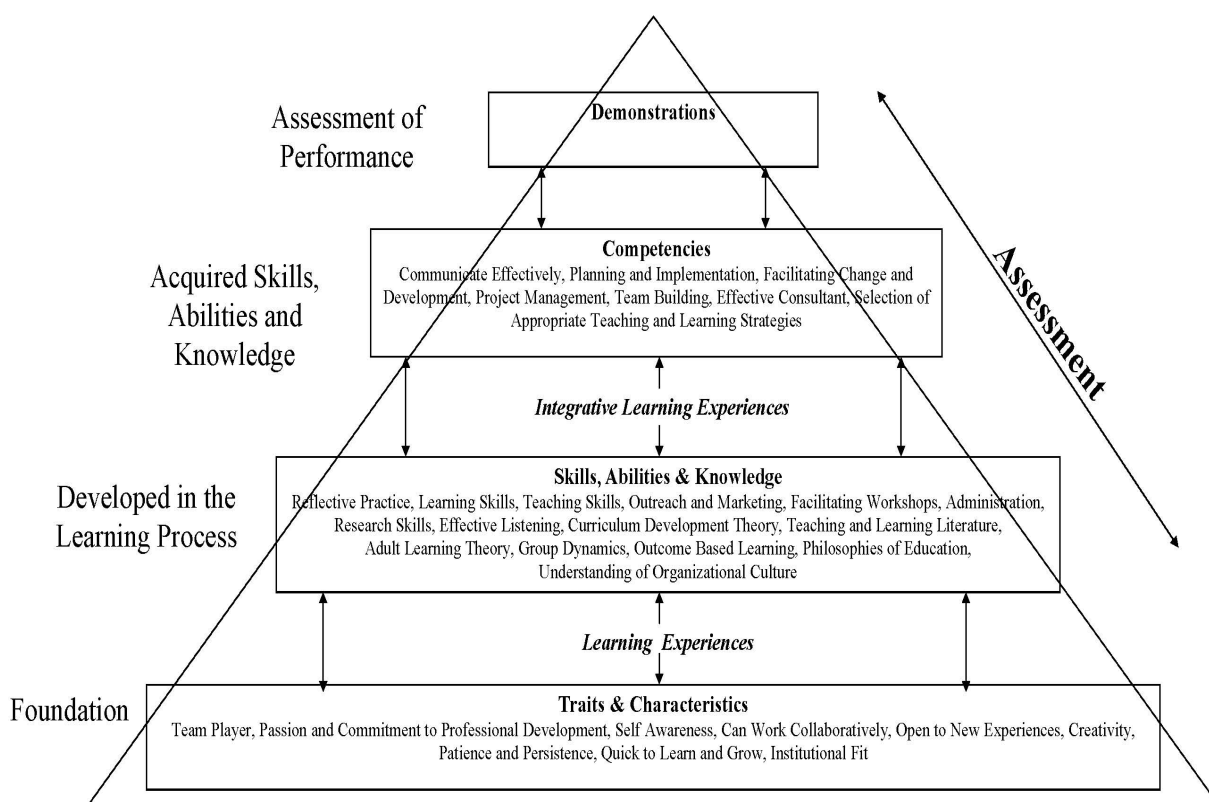 Assessment of
Performance
Demonstrations
Acquired Skills,
Abilities and
Knowledge
Competencies
Communicate Effectively, Planning and Implementation, Facilitating Change and
Development, Project Management, Team Building, Effective Consultant, Selection of
Appropriate Teaching and Learning Strategies
Assessment
Integrative Learning Experiences
Developed in the
Learning Process
Skills, Abilities & Knowledge
Reflective Practice, Learning Skills, Teaching Skills, Outreach and Marketing, Facilitating Workshops, Administration,
Research Skills, Effective Listening, Curriculum Development Theory, Teaching and Learning Literature,
Adult Learning Theory, Group Dynamics, Outcome Based Learning, Philosophies of Education,
Understanding of Organizational Culture
Learning Experiences
Foundation
Traits & Characteristics
Team Player, Passion and Commitment to Professional Development, Self Awareness, Can Work Collaboratively, Open to New Experiences, Creativity,
Patience and Persistence, Quick to Learn and Grow, Institutional Fit